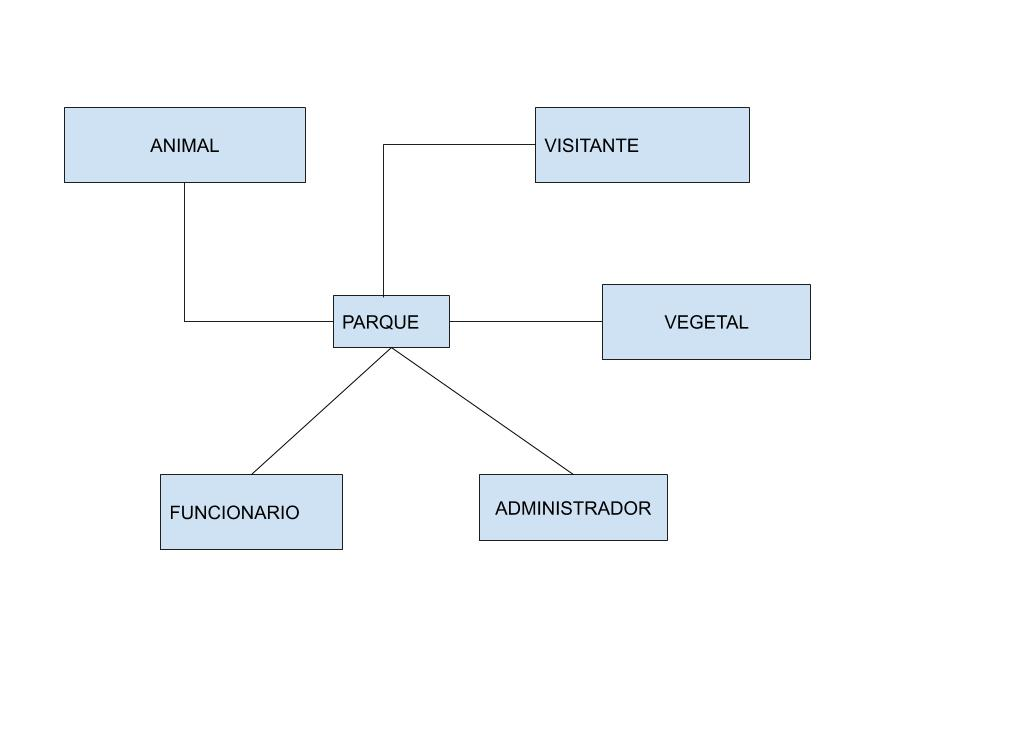 ANIMAL
VISITANTE
PARQUE
VEGETAL
FUNCIONARIO
ADMINISTRADOR